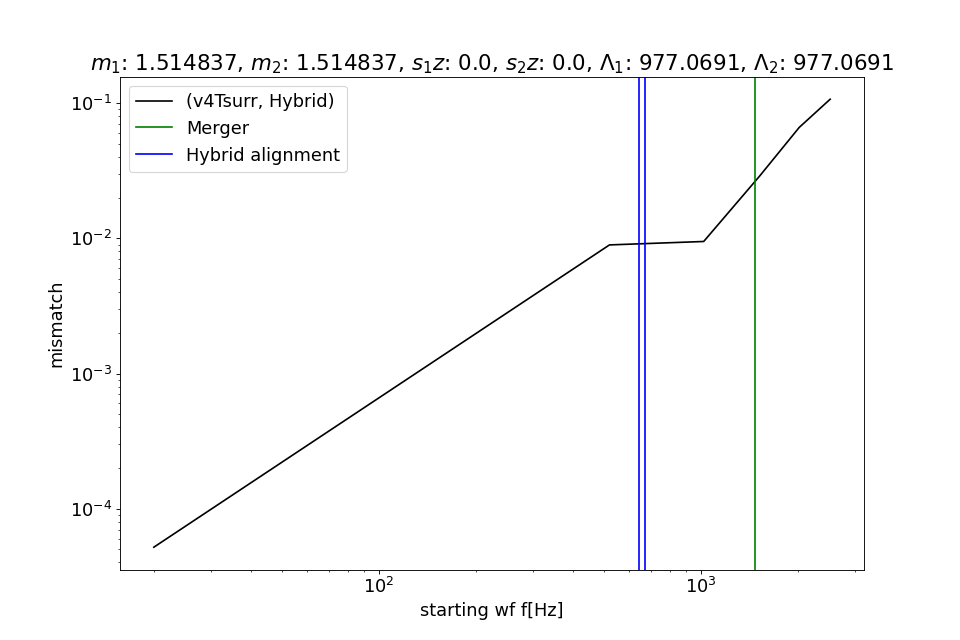 m₁: 1.514837, m₂: 1.514837, s₁z: 0.0, s₂z: 0.0, Λ₁: 977.0691, Λ₂: 977.0691
(v4Tsurr, Hybrid)
Merger
Hybrid alignment
10⁻¹
10⁻²
10⁻³
10⁻⁴
mismatch
10² 10³
starting wf f[Hz]